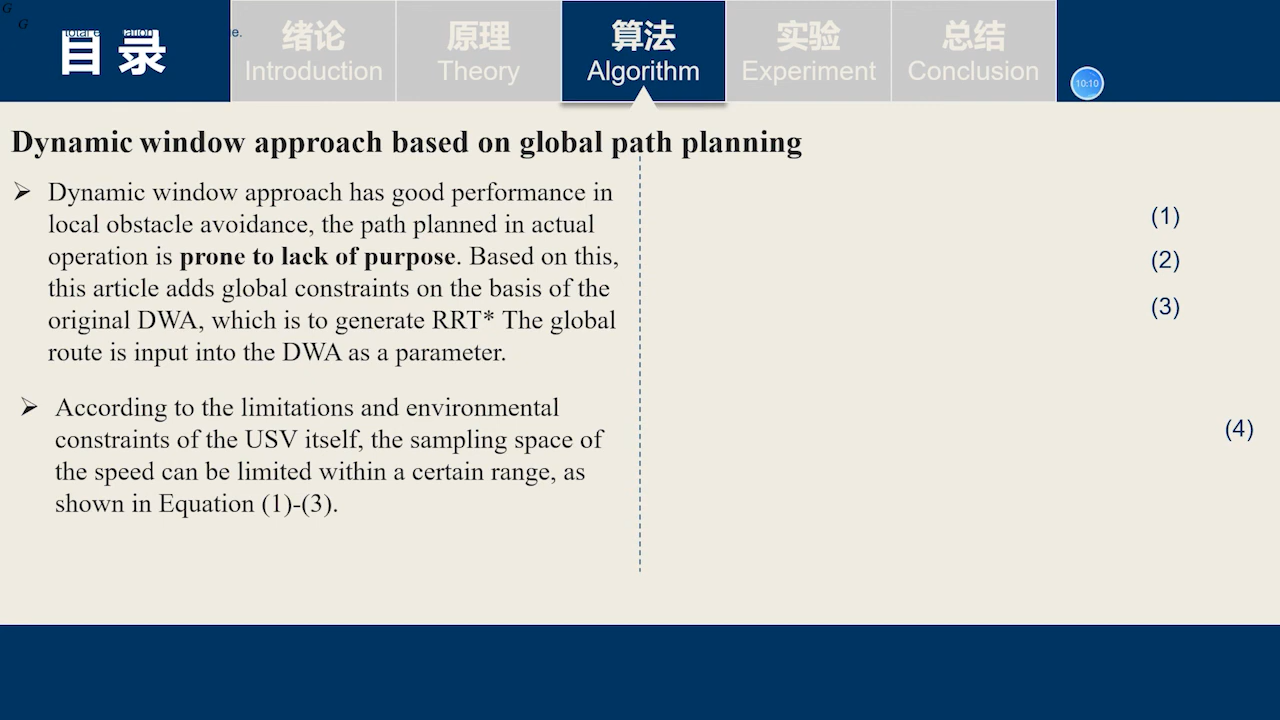 G
G
目 录
绪论
Introduction
原理
Theory
算法
Algorithm
实验
Experiment
总结
Conclusion
10:10
Dynamic window approach based on global path planning
➢ Dynamic window approach has good performance in
local obstacle avoidance, the path planned in actual
operation is prone to lack of purpose. Based on this,
this article adds global constraints on the basis of the
original DWA, which is to generate RRT* The global
route is input into the DWA as a parameter.
➢ According to the limitations and environmental
constraints of the USV itself, the sampling space of
the speed can be limited within a certain range, as
shown in Equation (1)-(3).
(1)
(2)
(3)
(4)